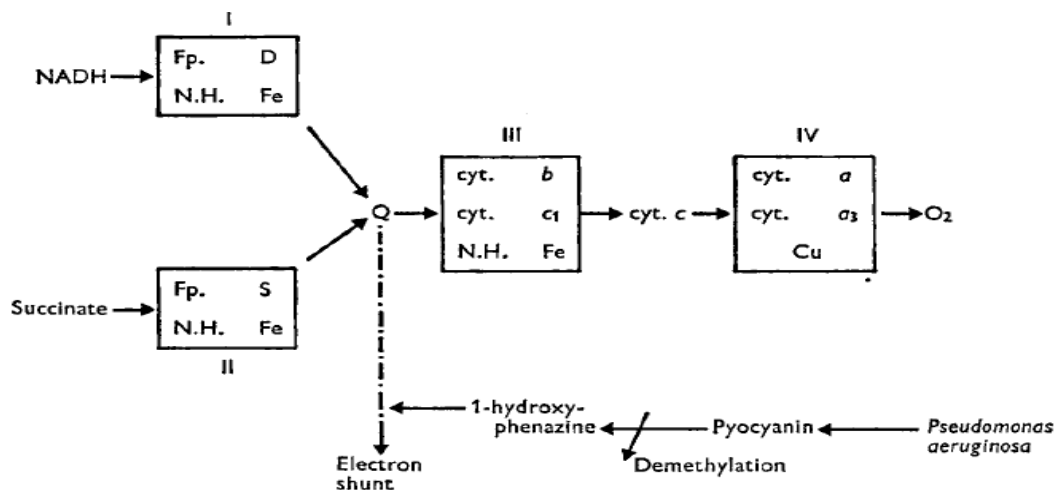 I
Fp. D
NADH
N.H. Fe
III
IV
cyt. b
cyt. a
Q
cyt. c₁
cyt. c
cyt. a₃
O₂
N.H. Fe
Cu
Fp. S
Succinate
N.H. Fe
II
1-hydroxy-
phenazine
Pyocyanin
Pseudomonas
aeruginosa
Electron
shunt
Demethylation